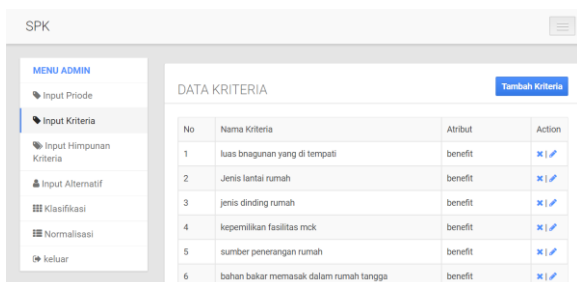 SPK
MENU ADMIN
Input Priode
Input Kriteria
Input Himpunan
Kriteria
Input Alternatif
Klasifikasi
Normalisasi
keluar
DATA KRITERIA
Tambah Kriteria
No Nama Kriteria Atribut Action
1 luas bnagunan yang di tempati benefit |
2 Jenis lantai rumah benefit |
3 jenis dinding rumah benefit |
4 kepemilikan fasilitas mck benefit |
5 sumber penerangan rumah benefit |
6 bahan bakar memasak dalam rumah tangga benefit |